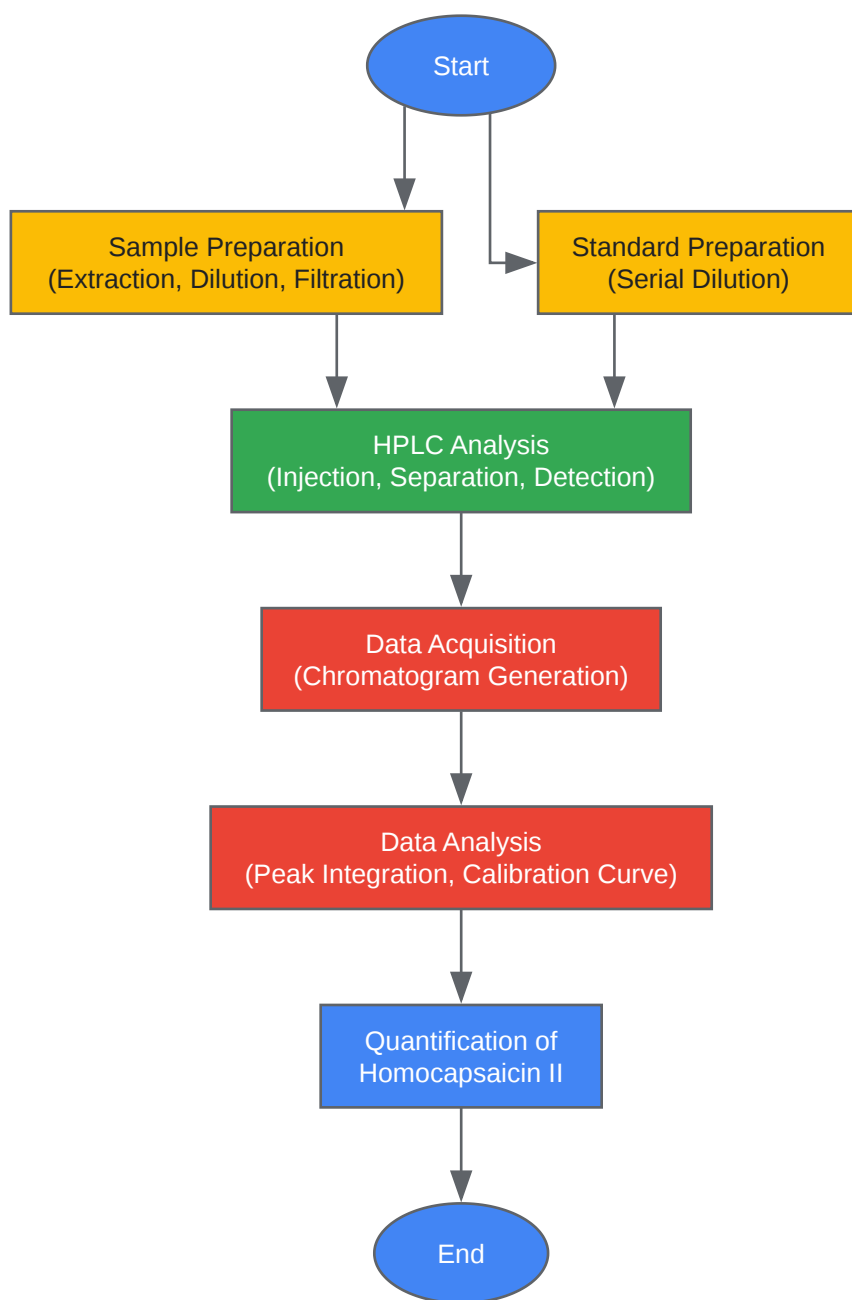 Start
Sample Preparation
(Extraction, Dilution, Filtration)
Standard Preparation
(Serial Dilution)
HPLC Analysis
(Injection, Separation, Detection)
Data Acquisition
(Chromatogram Generation)
Data Analysis
(Peak Integration, Calibration Curve)
Quantification of
Homocapsaicin II
End